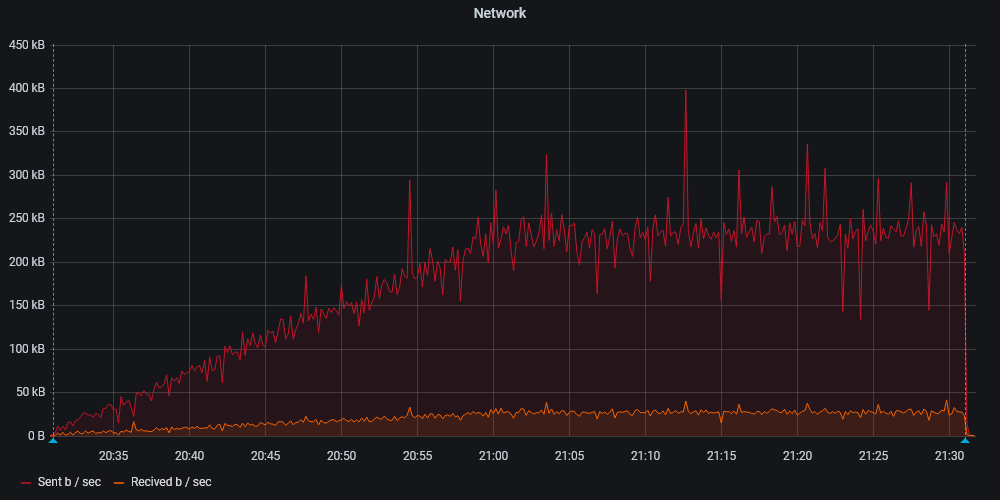 Network
450 kB
400 kB
350 kB
300 kB
250 kB
200 kB
150 kB
100 kB
50 kB
0 B
20:35 20:40 20:45 20:50 20:55 21:00 21:05 21:10 21:15 21:20 21:25 21:30
Sent b / sec Recived b / sec